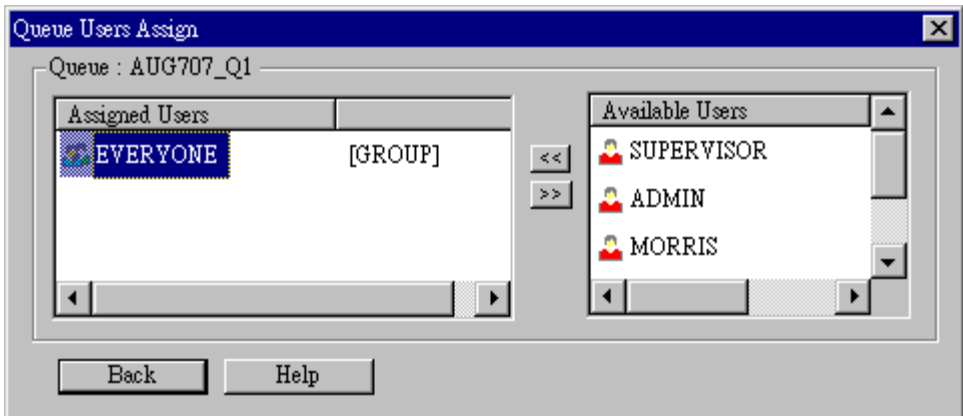 Queue Users Assign
Queue : AUG707_Q1
Assigned Users
EVERYONE [GROUP]
<<
>>
Available Users
SUPERVISOR
ADMIN
MORRIS
Back
Help